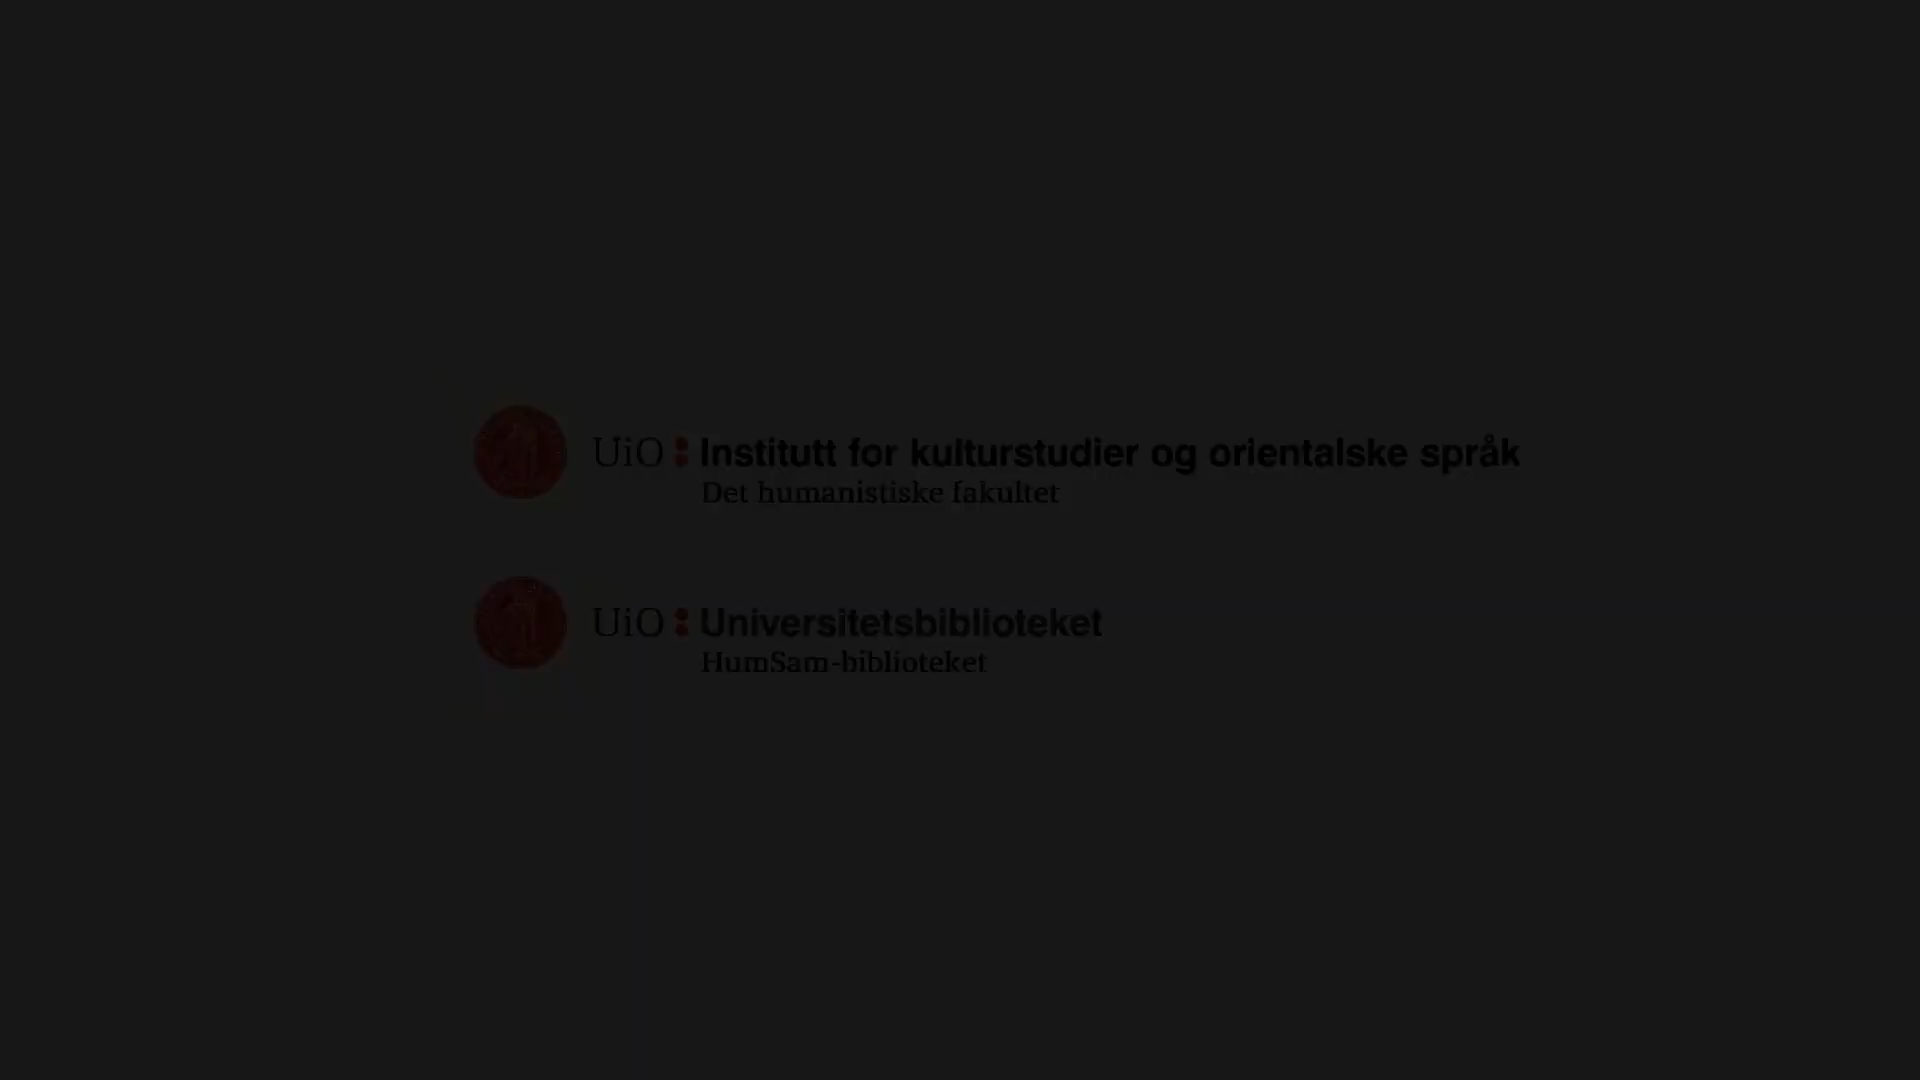 UiO : Institutt for kulturstudier og orientalske språk
Det humanistiske fakultet
UiO : Universitetsbiblioteket
HumSam-biblioteket